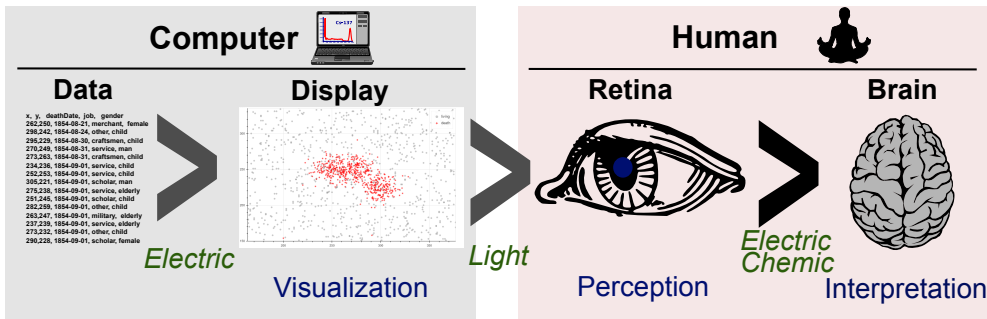 Computer
Cs-137
Human
Data
Display
Retina
Brain
x, y, deathDate, job, gender
262,250, 1854-08-21, merchant, female
298,242, 1854-08-24, other, child
295,229, 1854-08-30, craftsmen, child
270,249, 1854-08-31, service, man
273,263, 1854-08-31, craftsmen, child
234,236, 1854-09-01, service, child
252,253, 1854-09-01, service, child
305,221, 1854-09-01, scholar, man
275,238, 1854-09-01, service, elderly
251,245, 1854-09-01, scholar, child
282,259, 1854-09-01, other, child
263,247, 1854-09-01, military, elderly
237,239, 1854-09-01, service, elderly
273,232, 1854-09-01, other, child
290,228, 1854-09-01, scholar, female
Electric
Light
Electric
Chemic
Visualization
Perception
Interpretation